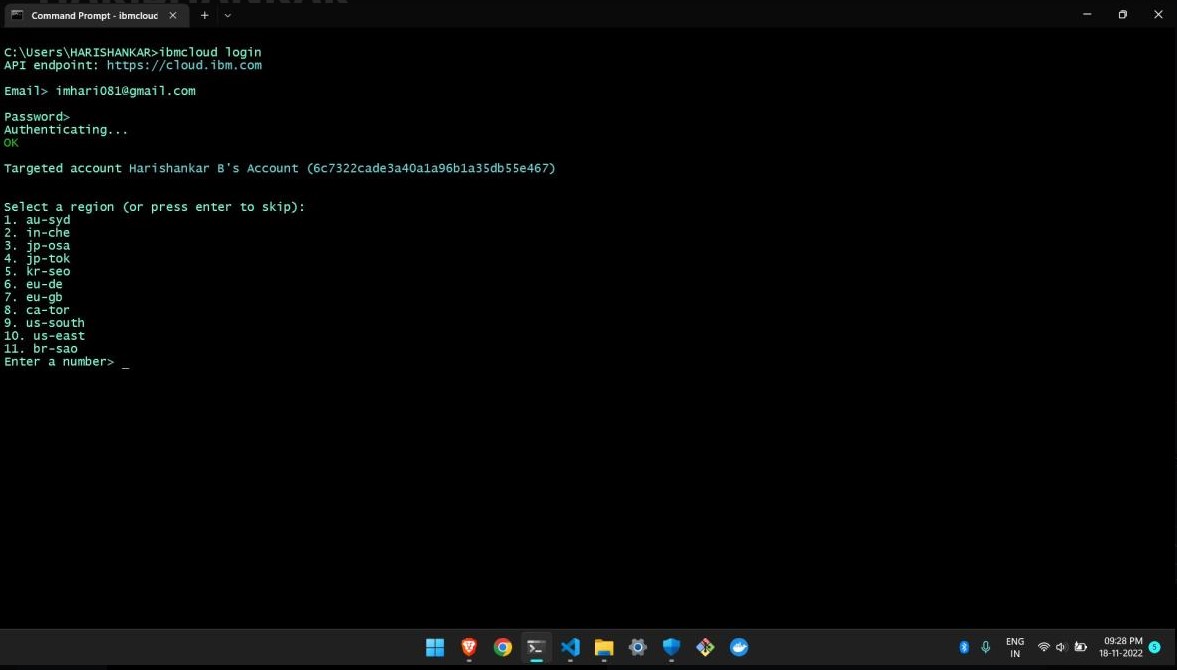 Command Prompt - ibmcloud
C:\Users\HARISHANKAR>ibmcloud login
API endpoint: https://cloud.ibm.com
Email> imhari081@gmail.com
Password>
Authenticating...
OK
Targeted account Harishankar B's Account (6c7322cade3a40a1a96b1a35db55e467)
Select a region (or press enter to skip):
1. au-syd
2. in-che
3. jp-osa
4. jp-tok
5. kr-seo
6. eu-de
7. eu-gb
8. ca-tor
9. us-south
10. us-east
11. br-sao
Enter a number> _
ENG
IN
09:28 PM
18-11-2022
5